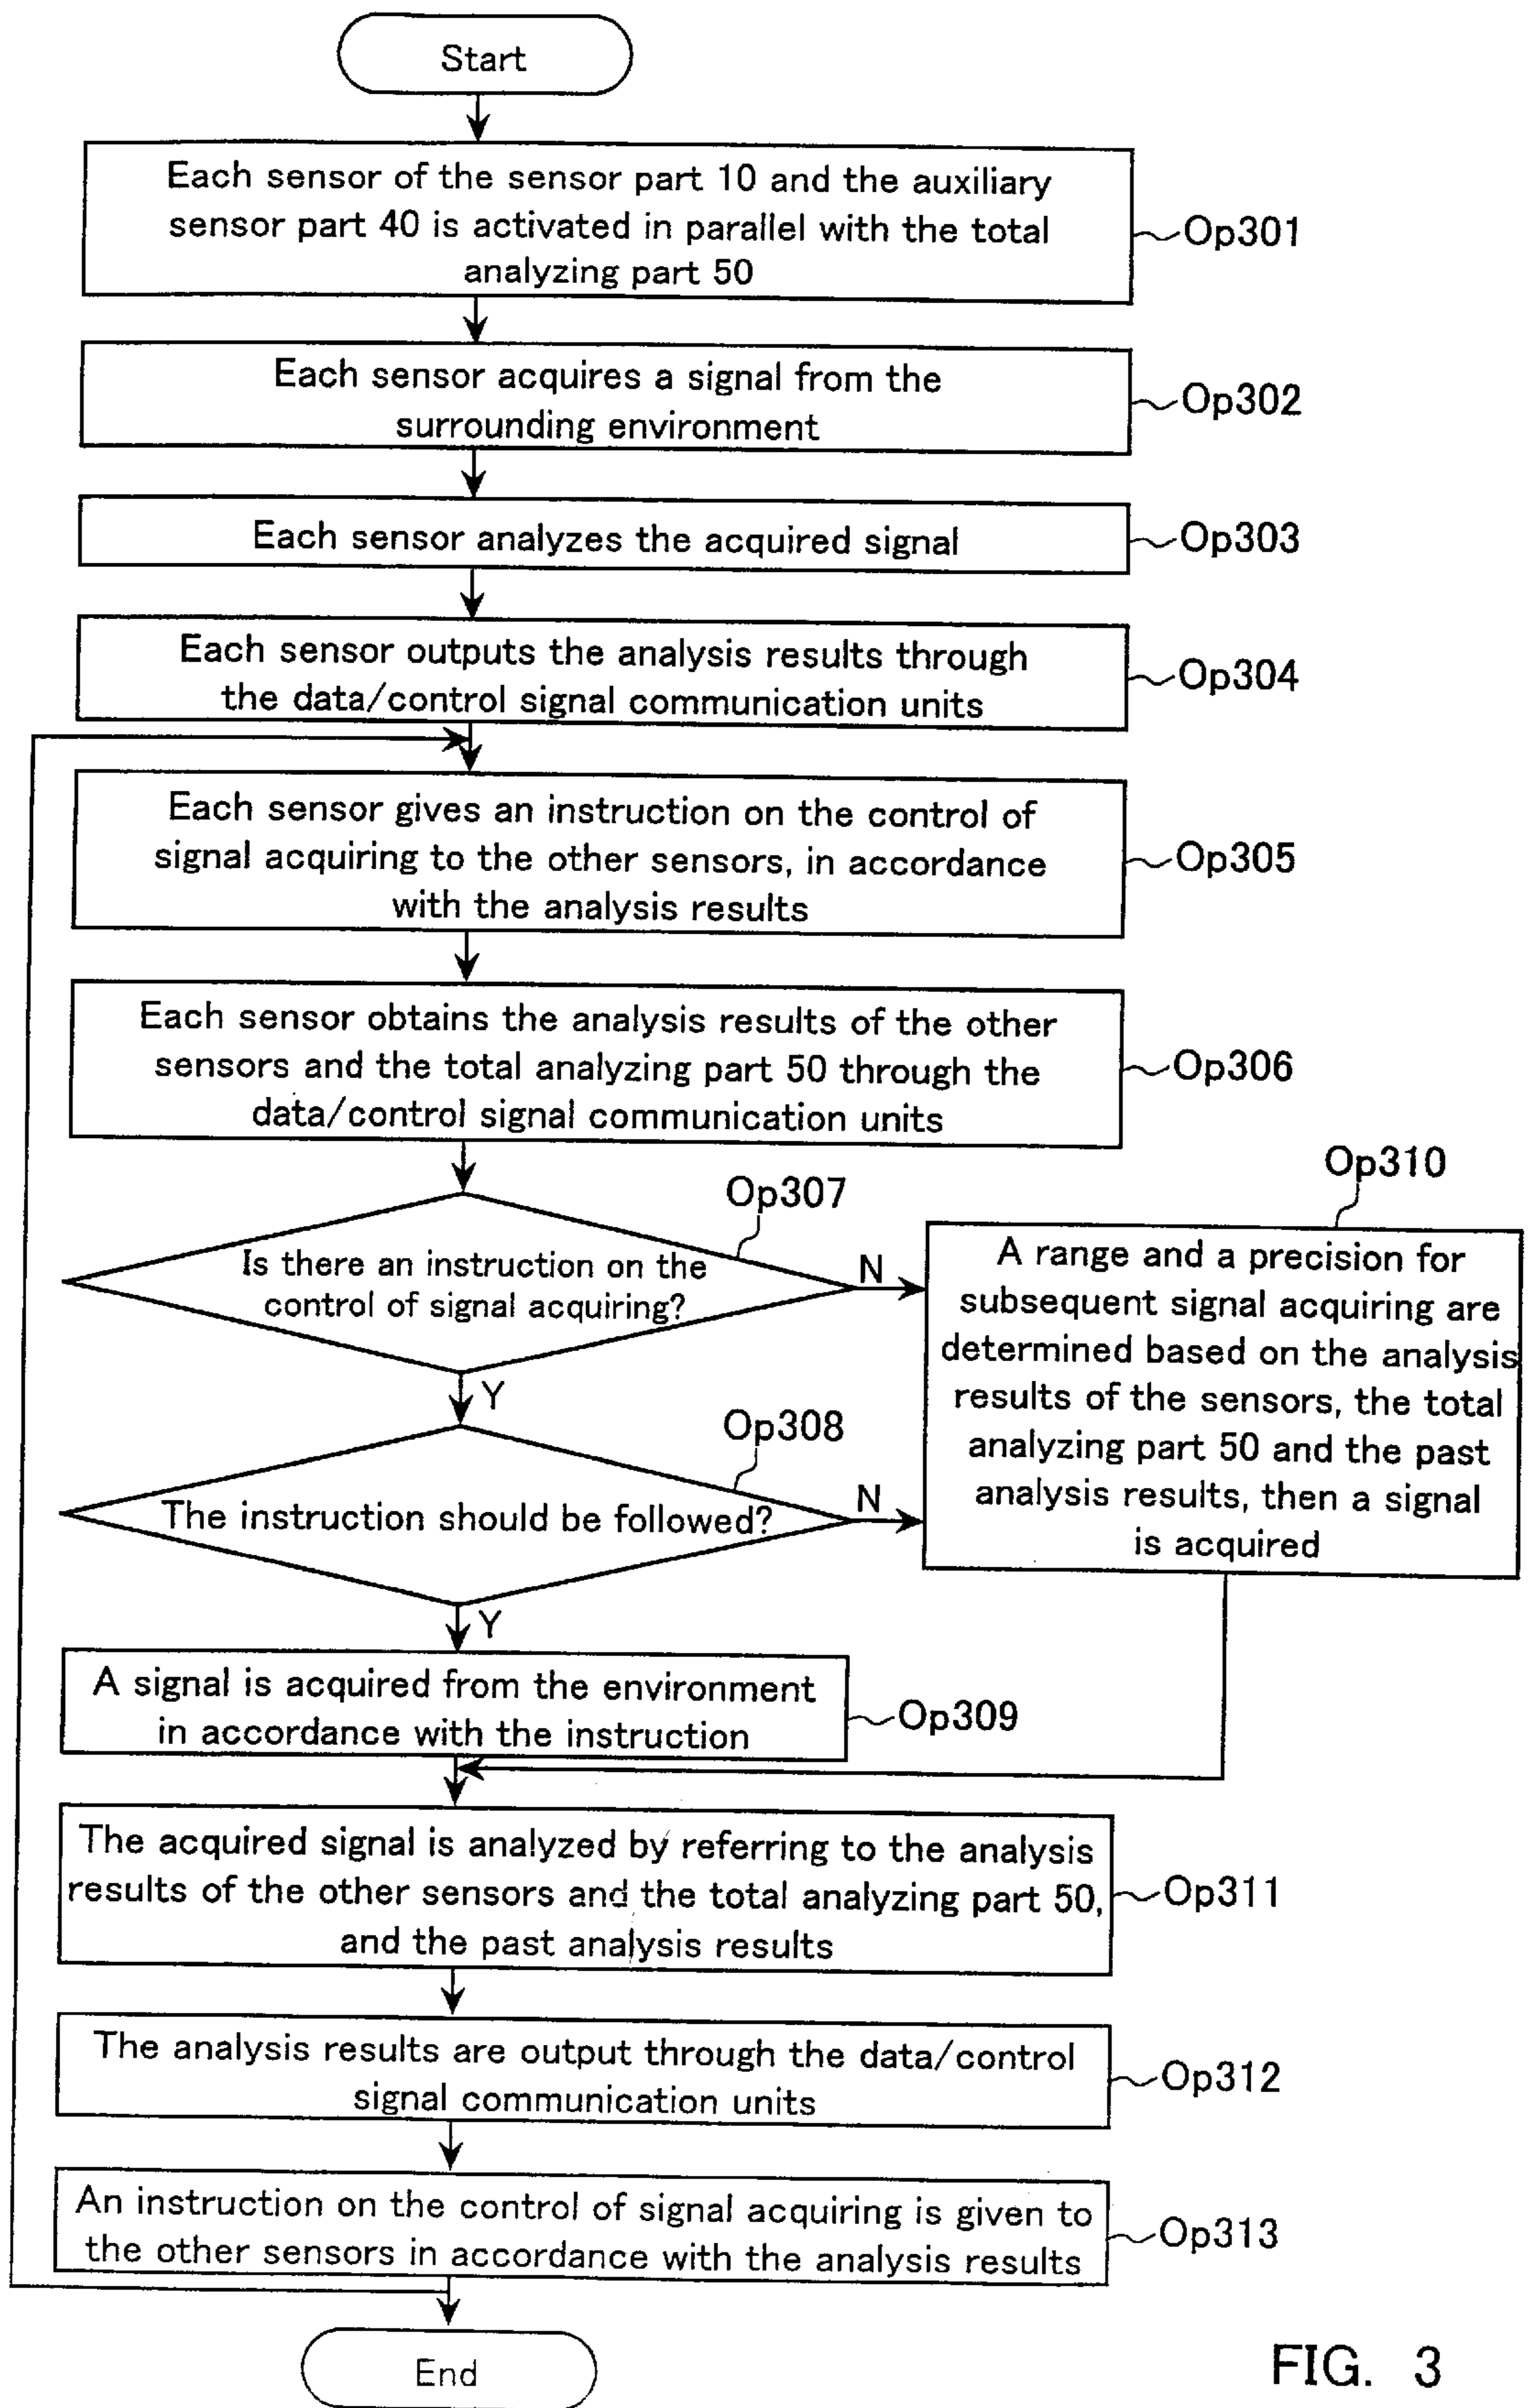 Start
Each sensor of the sensor part 10 and the auxiliary
sensor part 40 is activated in parallel with the total
analyzing part 50
Op301
Each sensor acquires a signal from the
surrounding environment
Op302
Each sensor analyzes the acquired signal
Op303
Each sensor outputs the analysis results through
the data/control signal communication units
Op304
Each sensor gives an instruction on the control of
signal acquiring to the other sensors, in accordance
with the analysis results
Op305
Each sensor obtains the analysis results of the other
sensors and the total analyzing part 50 through the
data/control signal communication units
Op306
Op307
Is there an instruction on the
control of signal acquiring?
N
Y
Op310
A range and a precision for
subsequent signal acquiring are
determined based on the analysis
results of the sensors, the total
analyzing part 50 and the past
analysis results, then a signal
is acquired
Op308
The instruction should be followed?
N
Y
A signal is acquired from the environment
in accordance with the instruction
Op309
The acquired signal is analyzed by referring to the analysis
results of the other sensors and the total analyzing part 50,
and the past analysis results
Op311
The analysis results are output through the data/control
signal communication units
Op312
An instruction on the control of signal acquiring is given to
the other sensors in accordance with the analysis results
Op313
End
FIG. 3